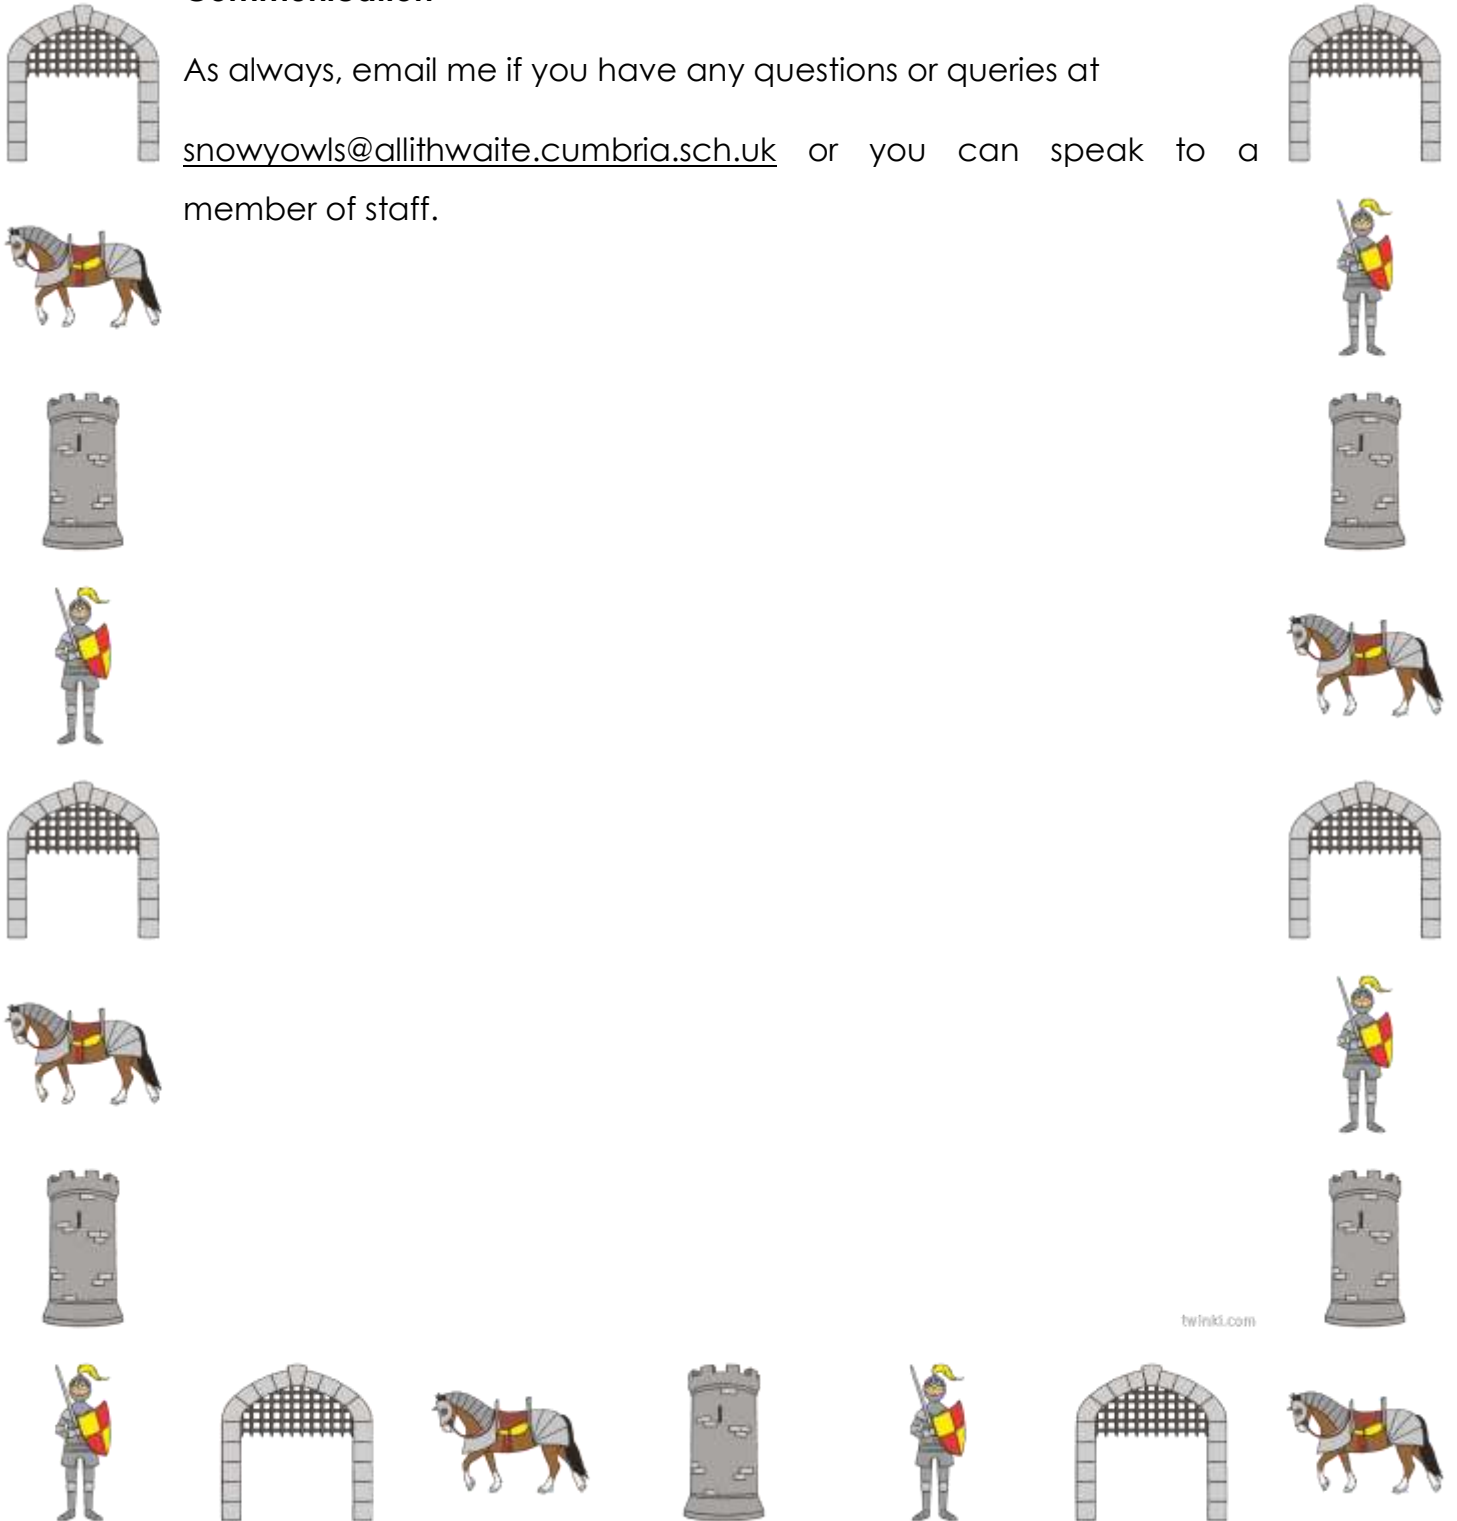 Communication
As always, email me if you have any questions or queries at
snowyowls@allithwaite.cumbria.sch.uk or you can speak to a
member of staff.
twinkl.com